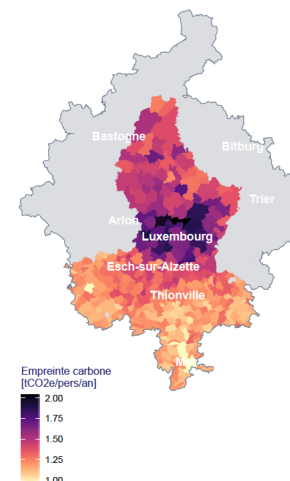 Bastogne
Bitburg
Trier
Arlon
Luxembourg
Esch-sur-Alzette
Thionville
Empreinte carbone
[tCO2e/pers/an]
2.00
1.75
1.50
1.25
1.00